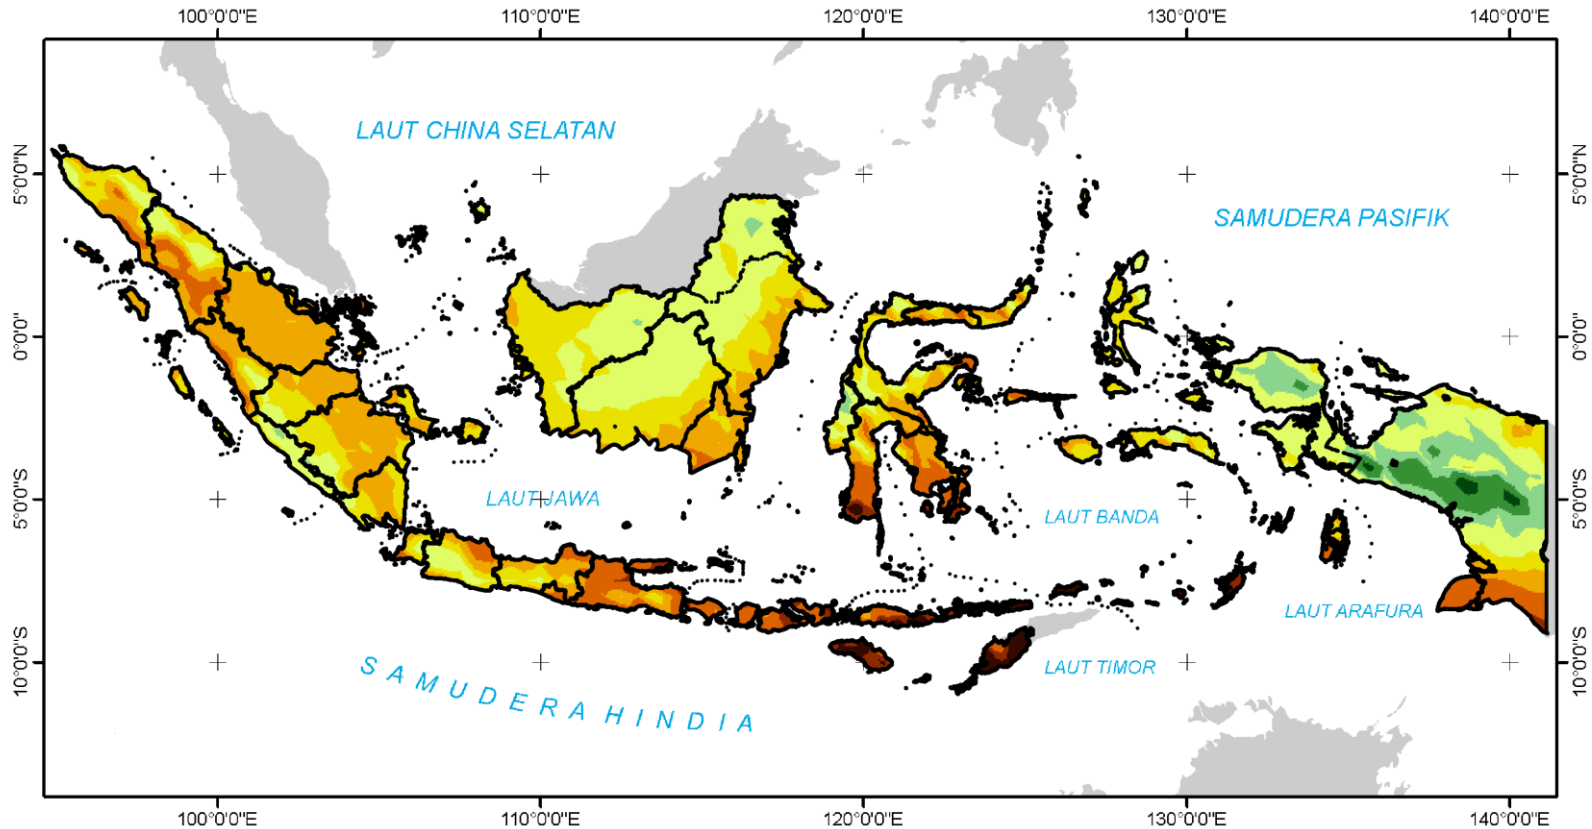 100°0'0"E 110°0'0"E 120°0'0"E 130°0'0"E 140°0'0"E
LAUT CHINA SELATAN
5°0'0"N 5°0'0"N
SAMUDERA PASIFIK
0°0'0" 0°0'0"
5°0'0"S 5°0'0"S
LAUT JAWA
LAUT BANDA
LAUT ARAFURA
10°0'0"S 10°0'0"S
LAUT TIMOR
SAMUDERA HINDIA
100°0'0"E 110°0'0"E 120°0'0"E 130°0'0"E 140°0'0"E